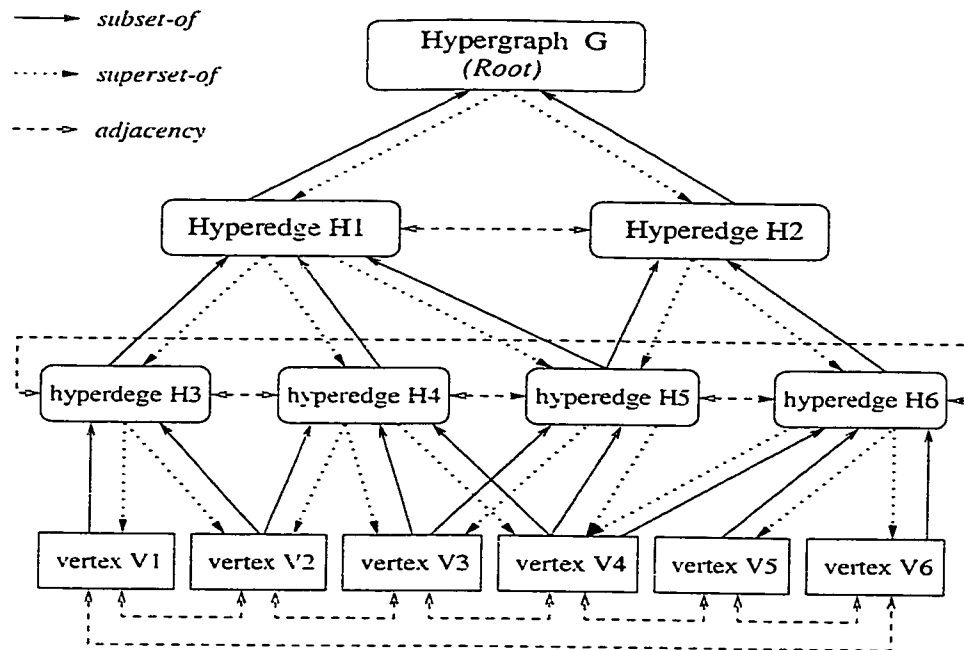 subset-of
superset-of
adjacency
Hypergraph G
(Root)
Hyperedge H1
Hyperedge H2
hyperdege H3
hyperedge H4
hyperedge H5
hyperedge H6
vertex V1
vertex V2
vertex V3
vertex V4
vertex V5
vertex V6